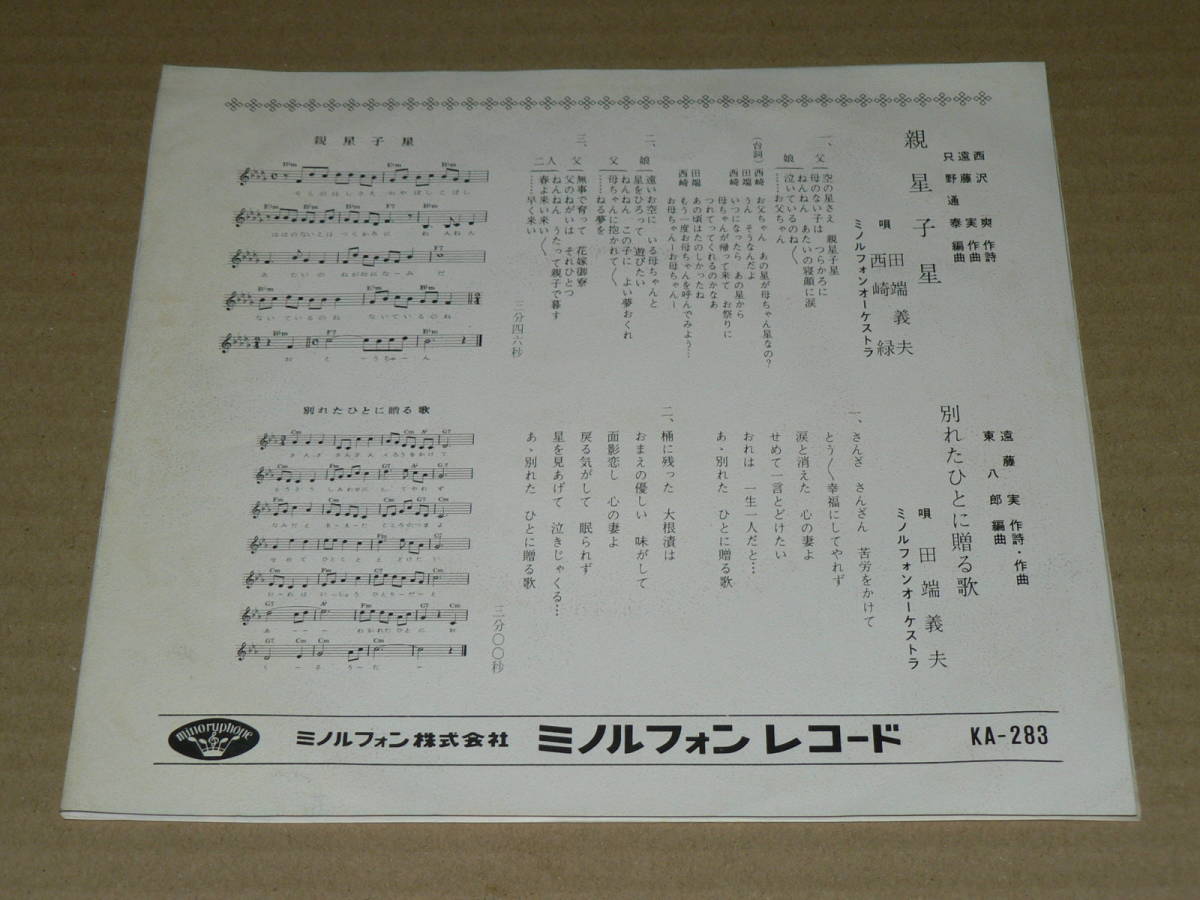 親星子星
西沢爽 作詩
遠藤実 作曲
只野通泰 編曲
唄 田端義夫
西崎緑
ミノルフォンオーケストラ
一、父 空の星さえ 親星子星
母のない子は つらかろに
ねんねん あたいの寝顔に涙
娘 泣いているのね〱
……お父ちゃん
(台詞)
西崎 お父ちゃん あの星が母ちゃん星なの?
田端 うん そうなんだよ
西崎 いつになったら あの星から
母ちゃんが帰って来て お祭りに
つれてってくれるのかなあ
田端 あの頃はたのしかったね
西崎 もう一度お母ちゃんを呼んでみよう…
お母ちゃんーお母ちゃんー
二、娘 遠いお空に いる母ちゃんと
星をひろって 遊びたい
ねんねん この子に よい夢おくれ
父 母ちゃんに抱かれて〱
……ねる夢を
三、父 無事で育って 花嫁御寮
父のねがいは それひとつ
ねんねん うたって親子で暮す
二人 春よ来い来い〱
……早く来い
三分四六秒
親星子星
別れたひとに贈る歌
遠藤実 作詩・作曲
東八郎 編曲
唄 田端義夫
ミノルフォンオーケストラ
一、さんざ さんざん 苦労をかけて
とう〱幸福にしてやれず
涙と消えた 心の妻よ
せめて一言とどけたい
おれは 一生一人だと…
あゝ別れた ひとに贈る歌
二、桶に残った 大根漬は
おまえの優しい 味がして
面影恋し 心の妻よ
戻る気がして 眠られず
星を見あげて 泣きじゃくる…
あゝ別れた ひとに贈る歌
三分〇〇秒
別れたひとに贈る歌
minoryphone
ミノルフォン株式会社 ミノルフォンレコード KA-283